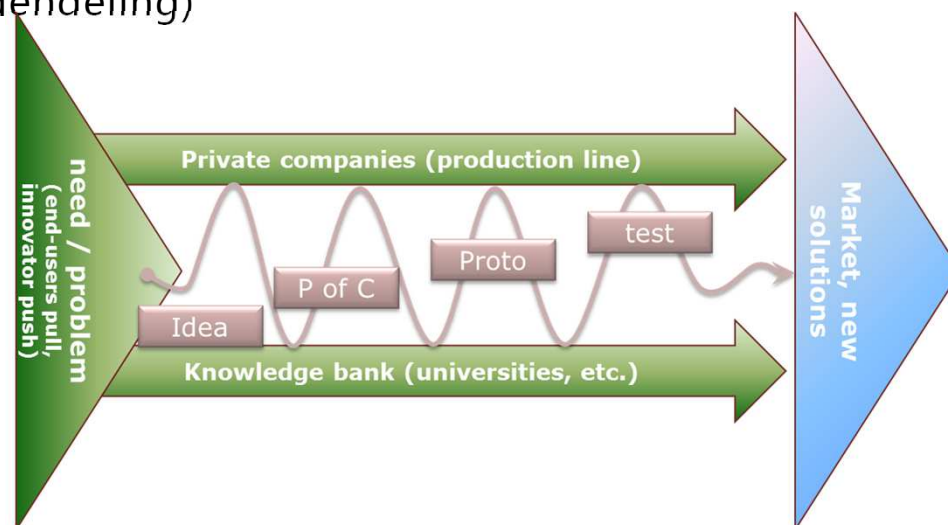 dendeling)
need / problem
(end-users pull,
innovator push)
Private companies (production line)
Idea
P of C
Proto
test
Knowledge bank (universities, etc.)
Market, new
solutions